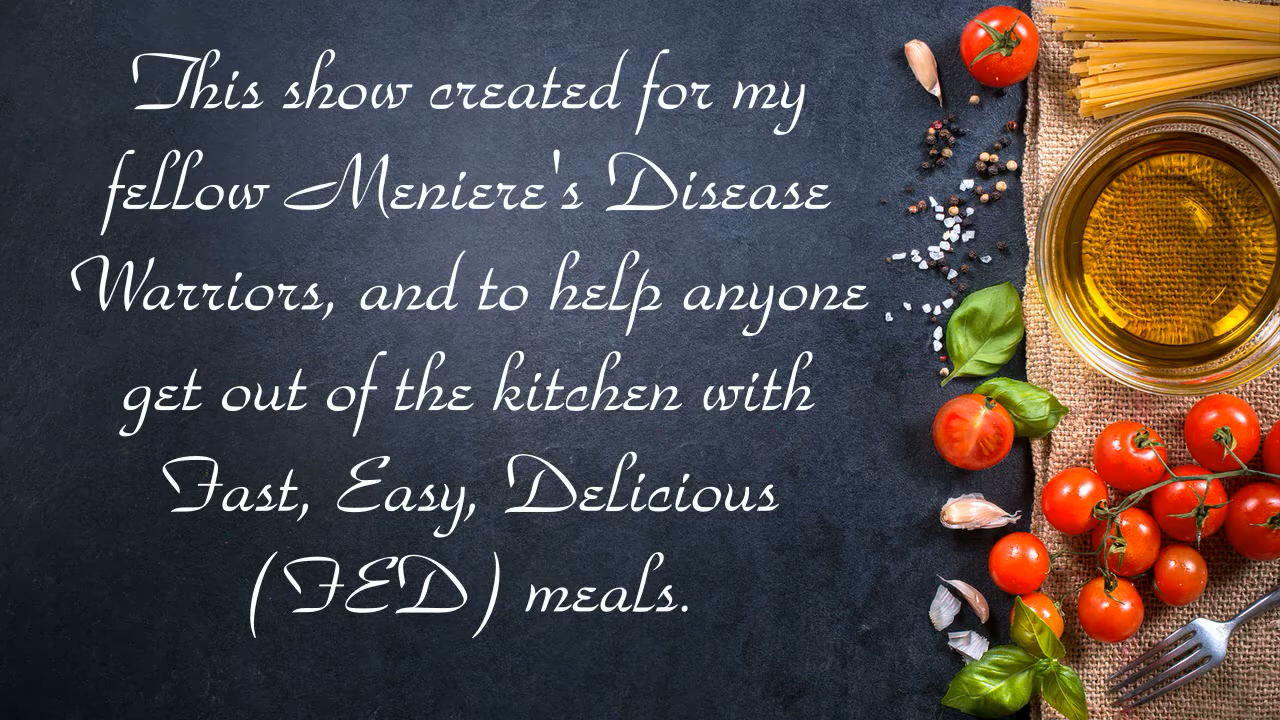 This show created for my
fellow Meniere's Disease
Warriors, and to help anyone
get out of the kitchen with
Fast, Easy, Delicious
(FED) meals.